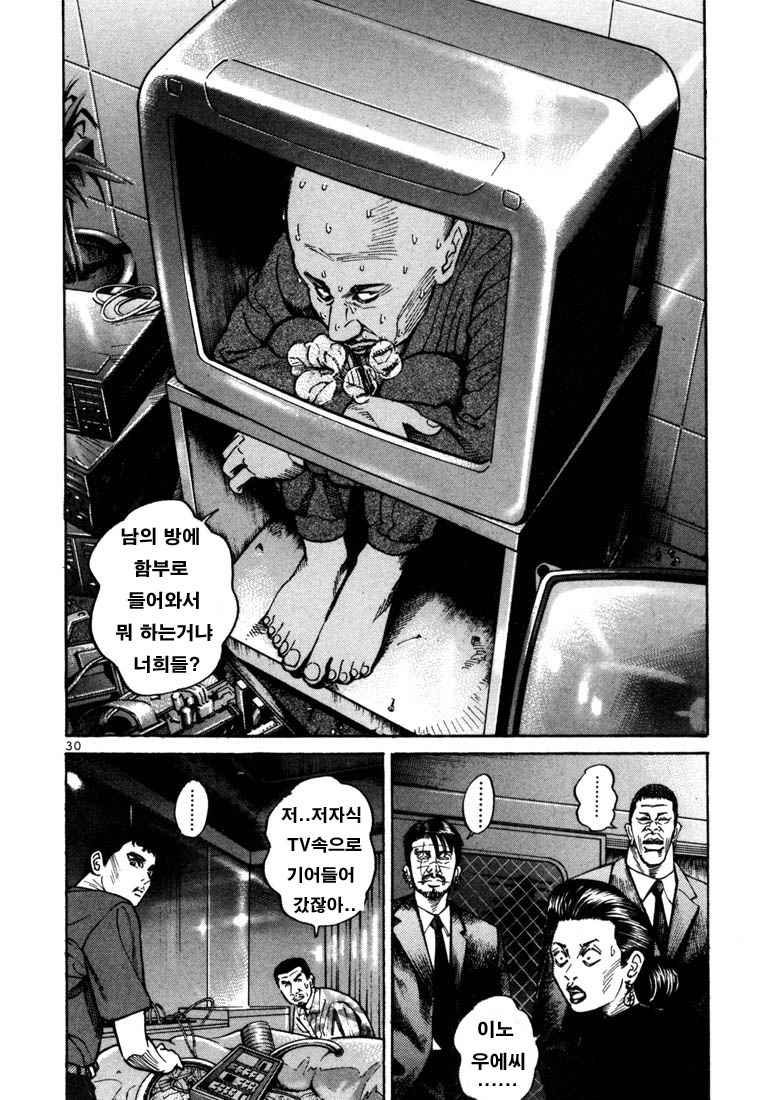 남의 방에
함부로
들어와서
뭐 하는거냐
너희들?
30
‥‥‥
저..저자식
TV속으로
기어들어
갔잖아..
‥‥‥
‥‥‥
이노
우에씨
‥‥‥